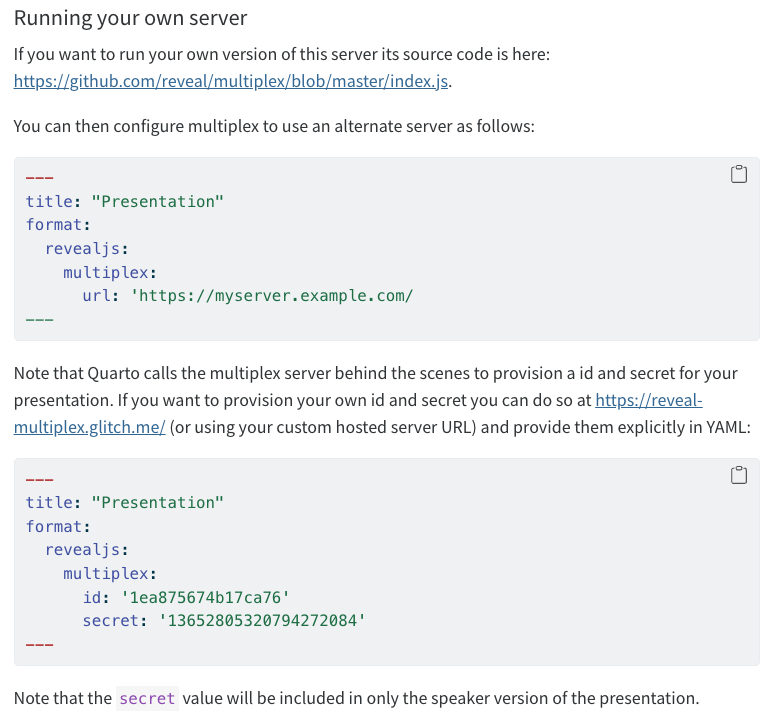 Running your own server
If you want to run your own version of this server its source code is here:
https://github.com/reveal/multiplex/blob/master/index.js.
You can then configure multiplex to use an alternate server as follows:
---
title: "Presentation"
format:
  revealjs:
    multiplex:
      url: 'https://myserver.example.com/
---
Note that Quarto calls the multiplex server behind the scenes to provision a id and secret for your
presentation. If you want to provision your own id and secret you can do so at https://reveal-
multiplex.glitch.me/ (or using your custom hosted server URL) and provide them explicitly in YAML:
---
title: "Presentation"
format:
  revealjs:
    multiplex:
      id: '1ea875674b17ca76'
      secret: '13652805320794272084'
---
Note that the secret value will be included in only the speaker version of the presentation.